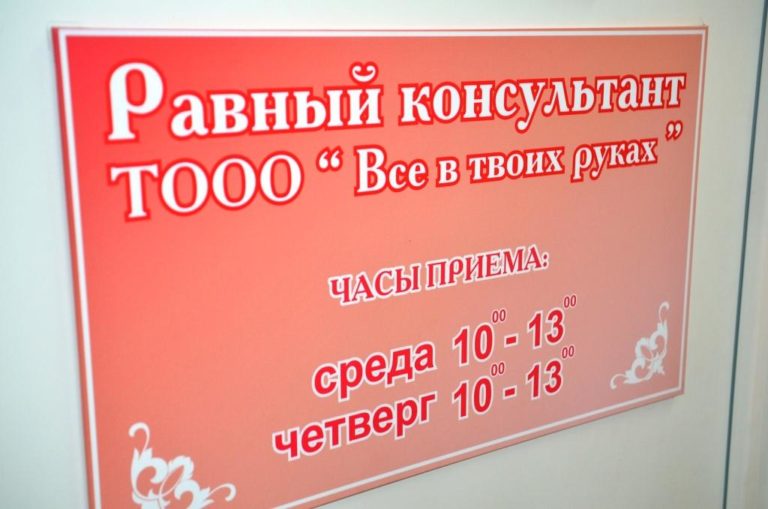 Равный консультант
ТООО “ Все в твоих руках ”
ЧАСЫ ПРИЕМА:
среда 10⁰⁰ - 13⁰⁰
четверг 10⁰⁰ - 13⁰⁰